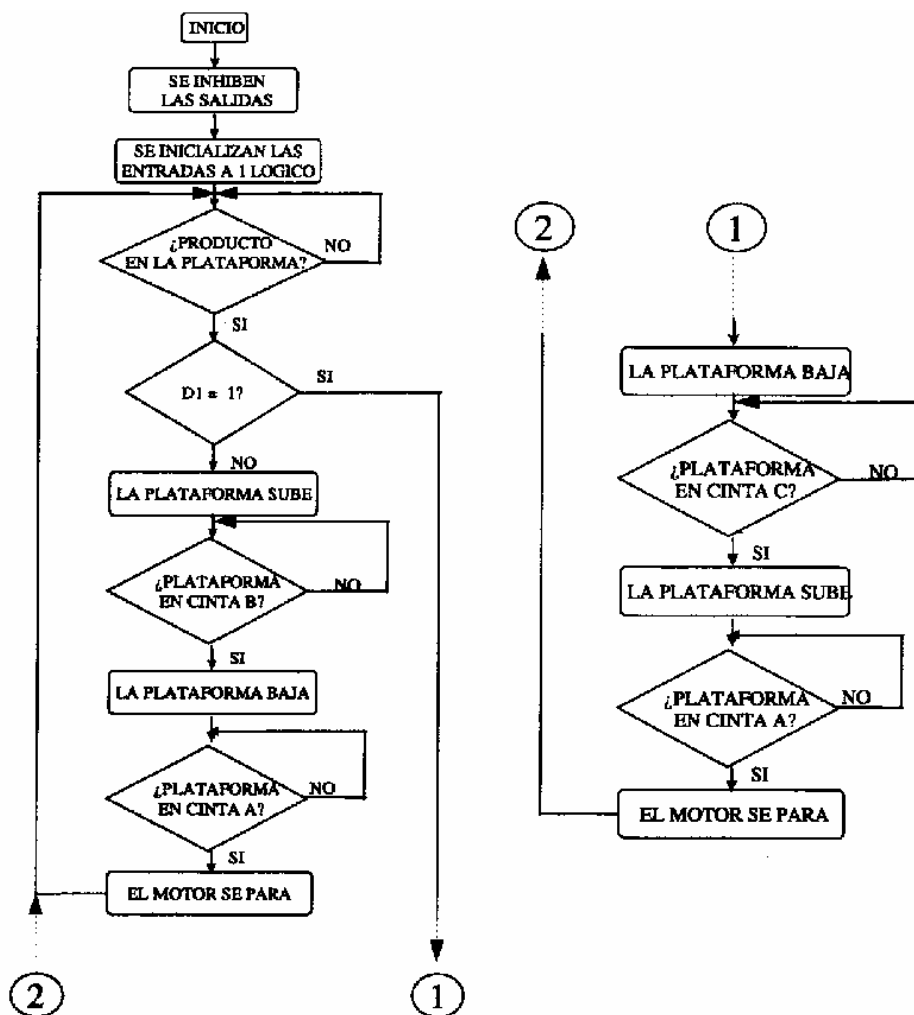 INICIO
SE INHIBEN
LAS SALIDAS
SE INICIALIZAN LAS
ENTRADAS A 1 LOGICO
¿PRODUCTO
EN LA PLATAFORMA?
NO
SI
D1 = 1?
SI
NO
LA PLATAFORMA SUBE
¿PLATAFORMA
EN CINTA B?
NO
SI
LA PLATAFORMA BAJA
¿PLATAFORMA
EN CINTA A?
NO
SI
EL MOTOR SE PARA
2
1
2
1
LA PLATAFORMA BAJA
¿PLATAFORMA
EN CINTA C?
NO
SI
LA PLATAFORMA SUBE
¿PLATAFORMA
EN CINTA A?
NO
SI
EL MOTOR SE PARA